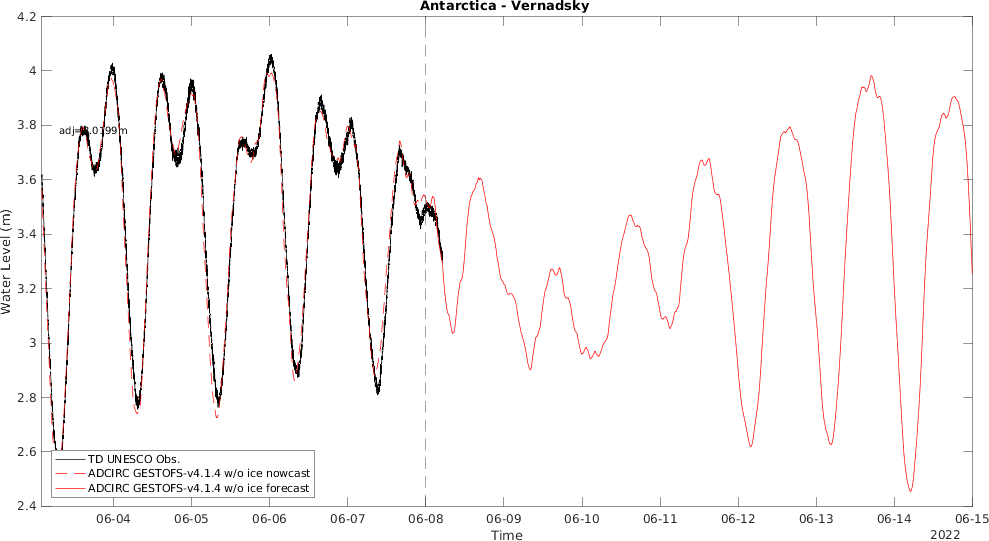 Antarctica - Vernadsky
Water Level (m)
4.2
4
3.8
3.6
3.4
3.2
3
2.8
2.6
2.4
TD UNESCO Obs.
ADCIRC GESTOFS-v4.1.4 w/o ice nowcast
ADCIRC GESTOFS-v4.1.4 w/o ice forecast
06-04 06-05 06-06 06-07 06-08 06-09 06-10 06-11 06-12 06-13 06-14 06-15
Time
2022